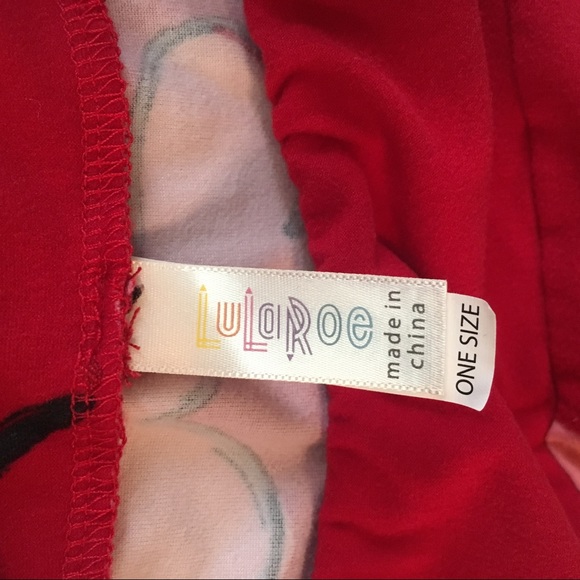 LuLaRoe
made in
china
ONE SIZE